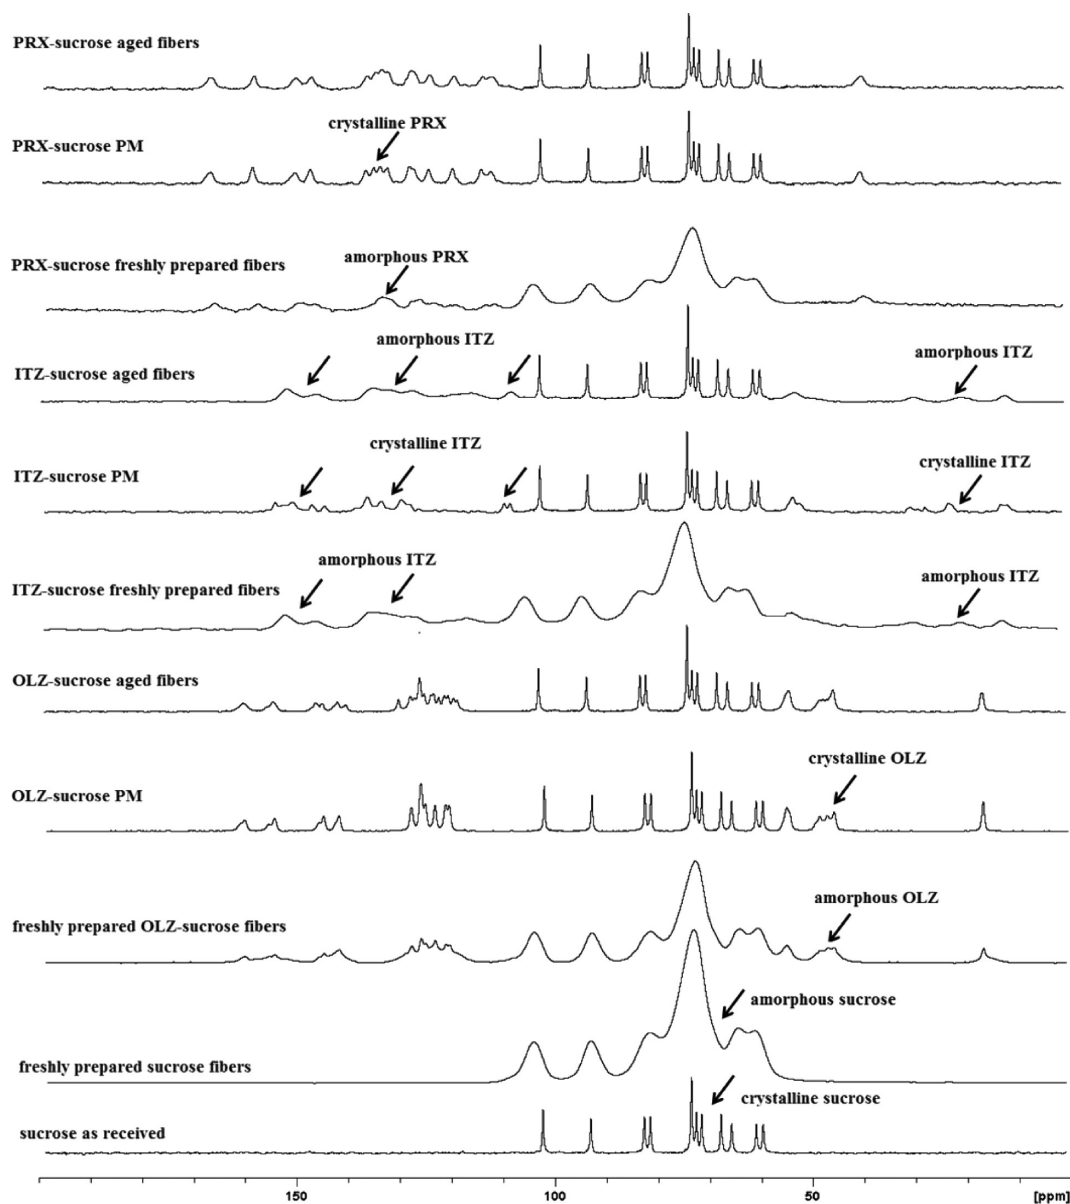 PRX-sucrose aged fibers
crystalline PRX
PRX-sucrose PM
amorphous PRX
PRX-sucrose freshly prepared fibers
amorphous ITZ
amorphous ITZ
ITZ-sucrose aged fibers
crystalline ITZ
crystalline ITZ
ITZ-sucrose PM
amorphous ITZ
amorphous ITZ
ITZ-sucrose freshly prepared fibers
OLZ-sucrose aged fibers
crystalline OLZ
OLZ-sucrose PM
amorphous OLZ
freshly prepared OLZ-sucrose fibers
amorphous sucrose
freshly prepared sucrose fibers
crystalline sucrose
sucrose as received
150 100 50 [ppm]